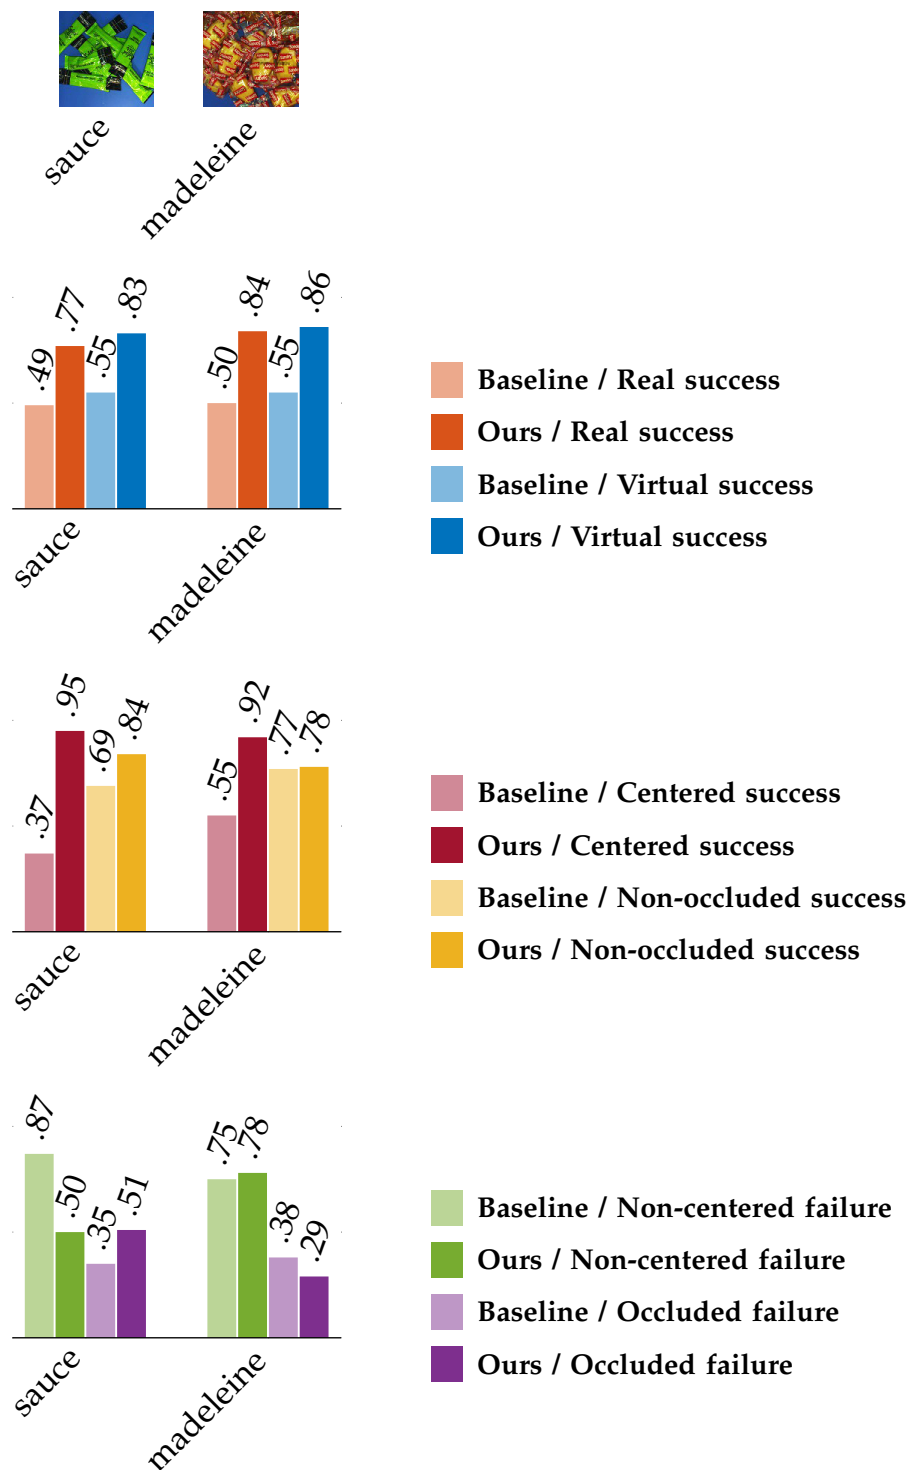 sauce
madeleine
.49
.77
.55
.83
.50
.84
.55
.86
sauce
madeleine
Baseline / Real success
Ours / Real success
Baseline / Virtual success
Ours / Virtual success
.37
.95
.69
.84
.55
.92
.77
.78
sauce
madeleine
Baseline / Centered success
Ours / Centered success
Baseline / Non-occluded success
Ours / Non-occluded success
.87
.50
.35
.51
.75
.78
.38
.29
sauce
madeleine
Baseline / Non-centered failure
Ours / Non-centered failure
Baseline / Occluded failure
Ours / Occluded failure